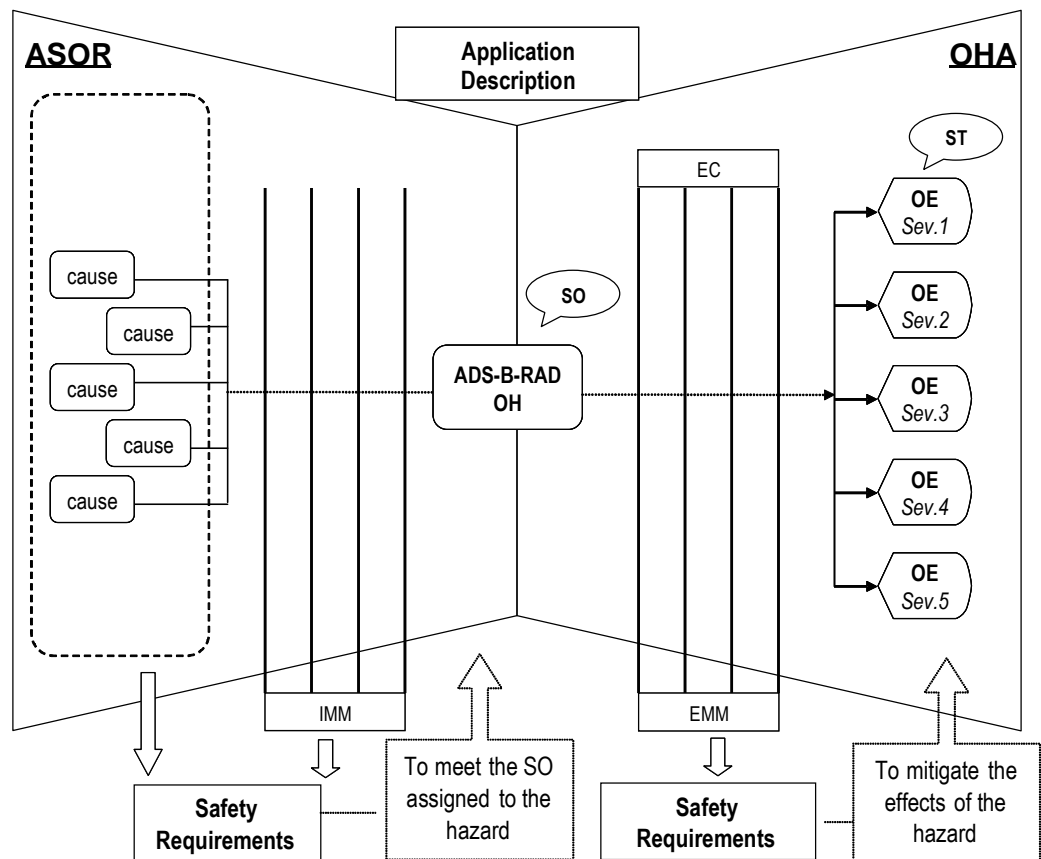 ASOR
Application
Description
OHA
ST
EC
OE
Sev.1
cause
SO
OE
Sev.2
cause
cause
ADS-B-RAD
OH
OE
Sev.3
cause
cause
OE
Sev.4
OE
Sev.5
IMM
EMM
To meet the SO
assigned to the
hazard
To mitigate the
effects of the
hazard
Safety
Requirements
Safety
Requirements